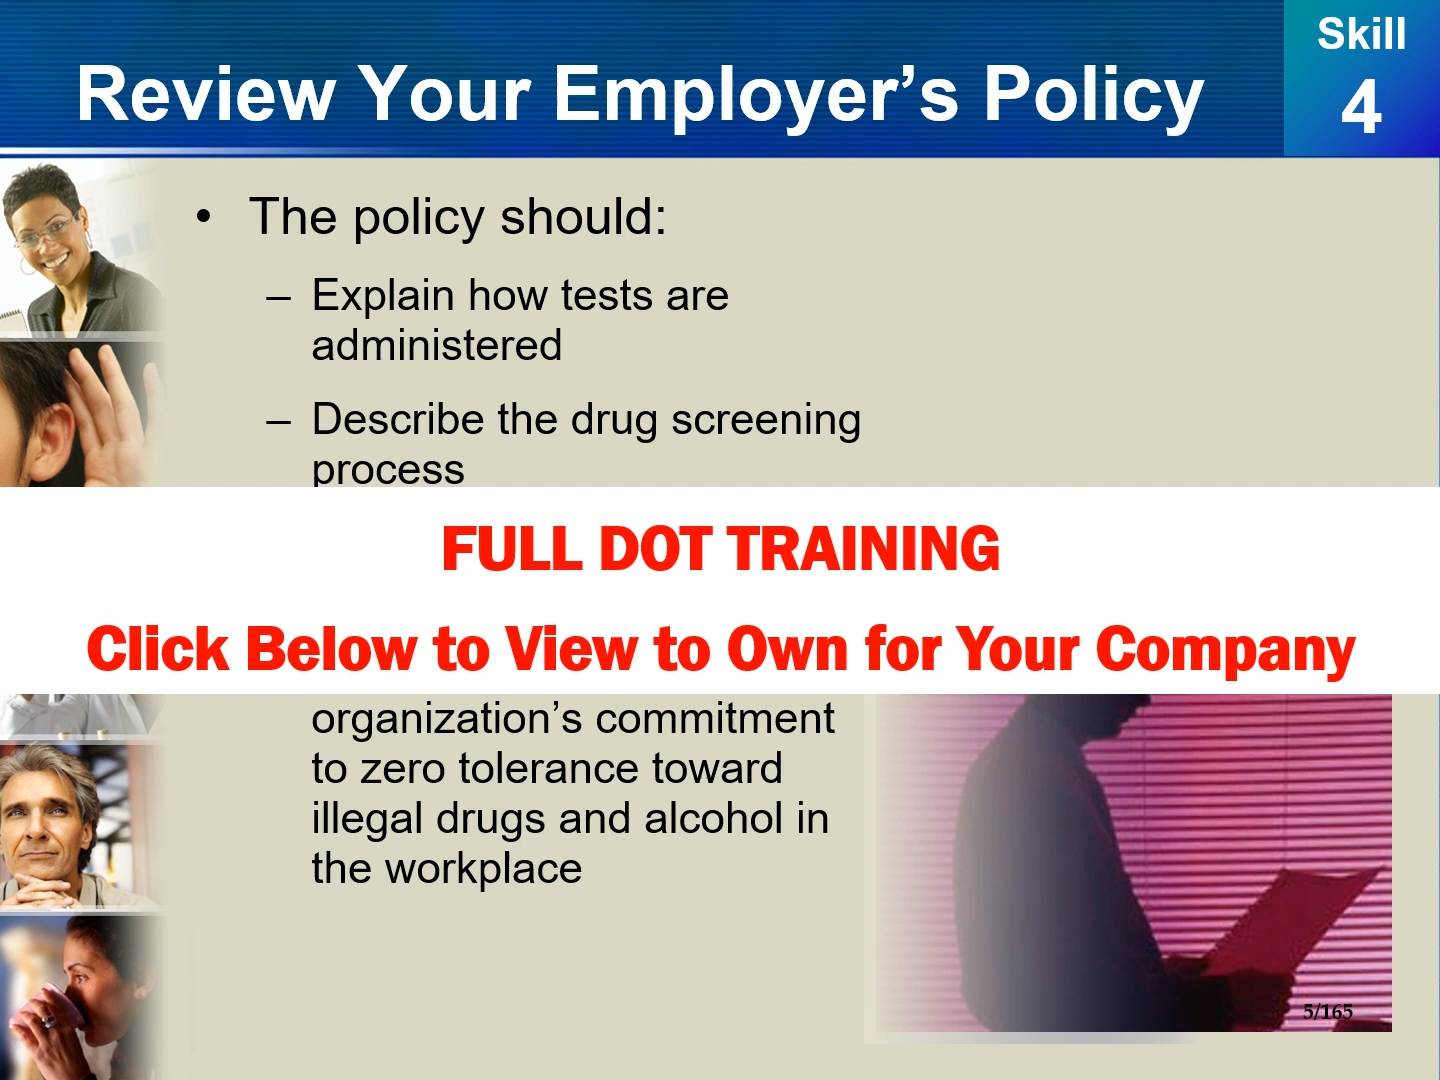 Skill
4
Review Your Employer’s Policy
• The policy should:
– Explain how tests are
administered
– Describe the drug screening
process
FULL DOT TRAINING
Click Below to View to Own for Your Company
organization’s commitment
to zero tolerance toward
illegal drugs and alcohol in
the workplace
5/165